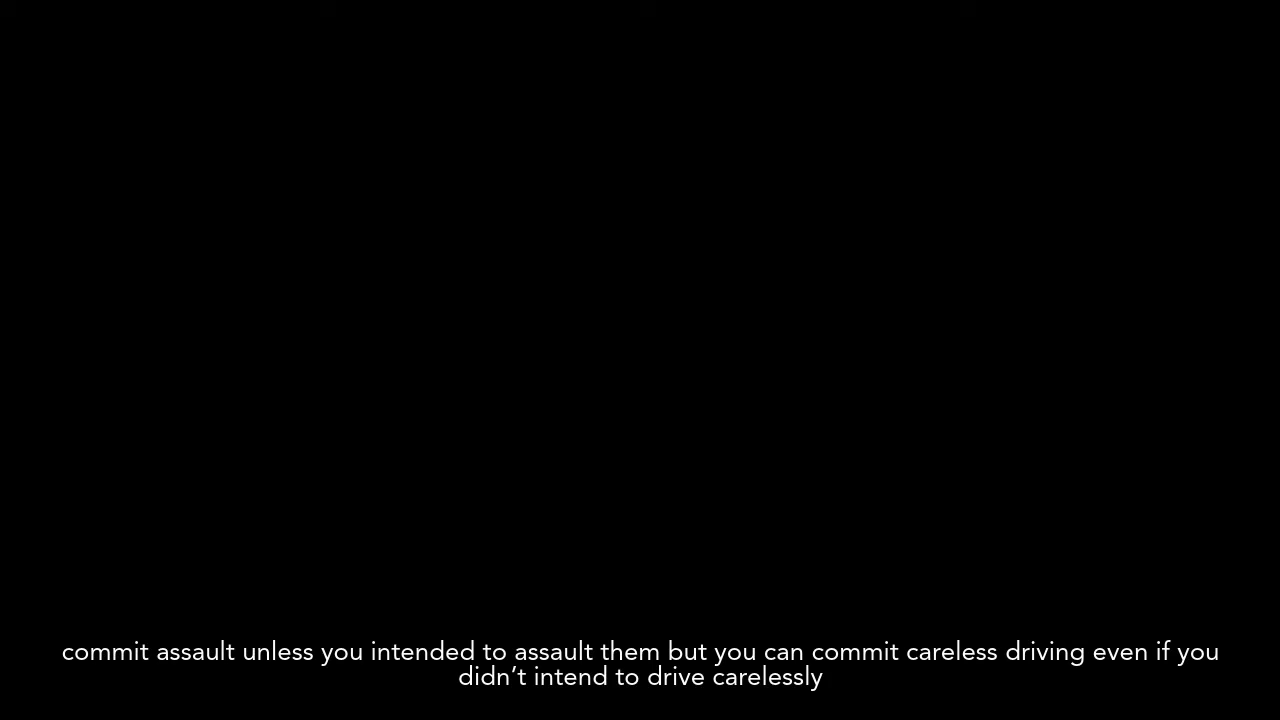 commit assault unless you intended to assault them but you can commit careless driving even if you
didn’t intend to drive carelessly